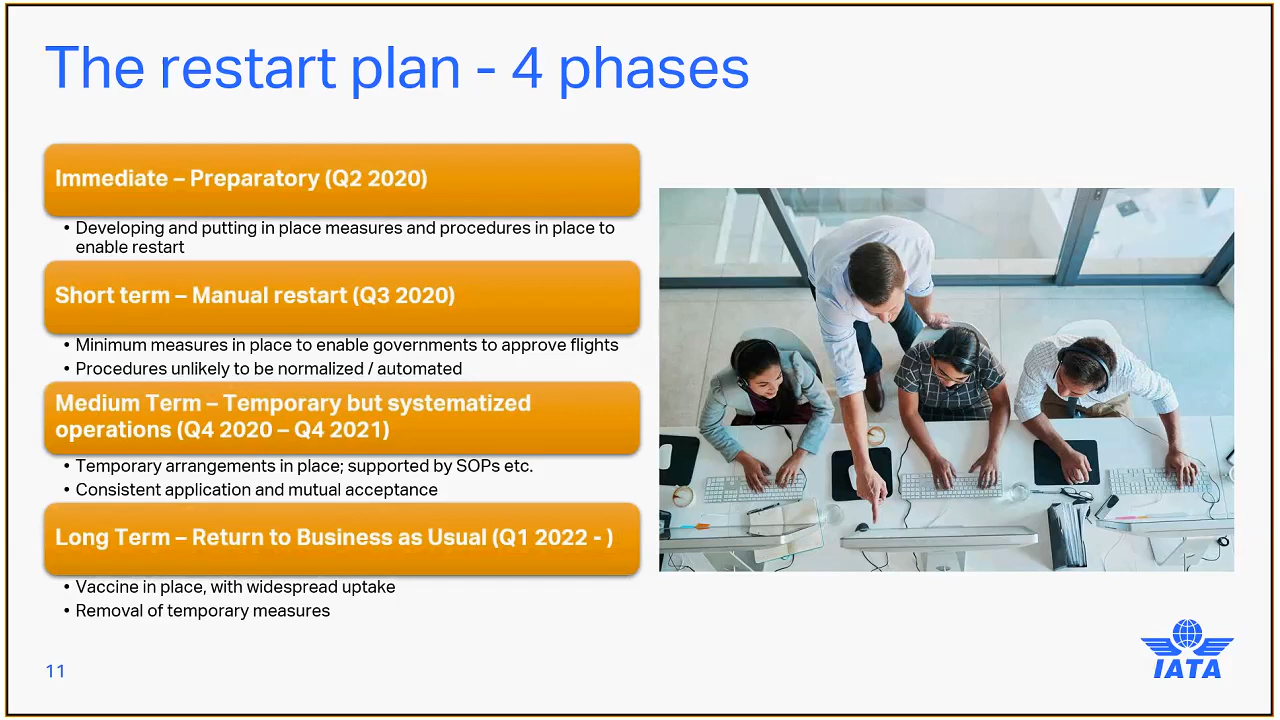 The restart plan - 4 phases
Immediate – Preparatory (Q2 2020)
• Developing and putting in place measures and procedures in place to
enable restart
Short term – Manual restart (Q3 2020)
• Minimum measures in place to enable governments to approve flights
• Procedures unlikely to be normalized / automated
Medium Term – Temporary but systematized
operations (Q4 2020 – Q4 2021)
• Temporary arrangements in place; supported by SOPs etc.
• Consistent application and mutual acceptance
Long Term – Return to Business as Usual (Q1 2022 - )
• Vaccine in place, with widespread uptake
• Removal of temporary measures
11
IATA